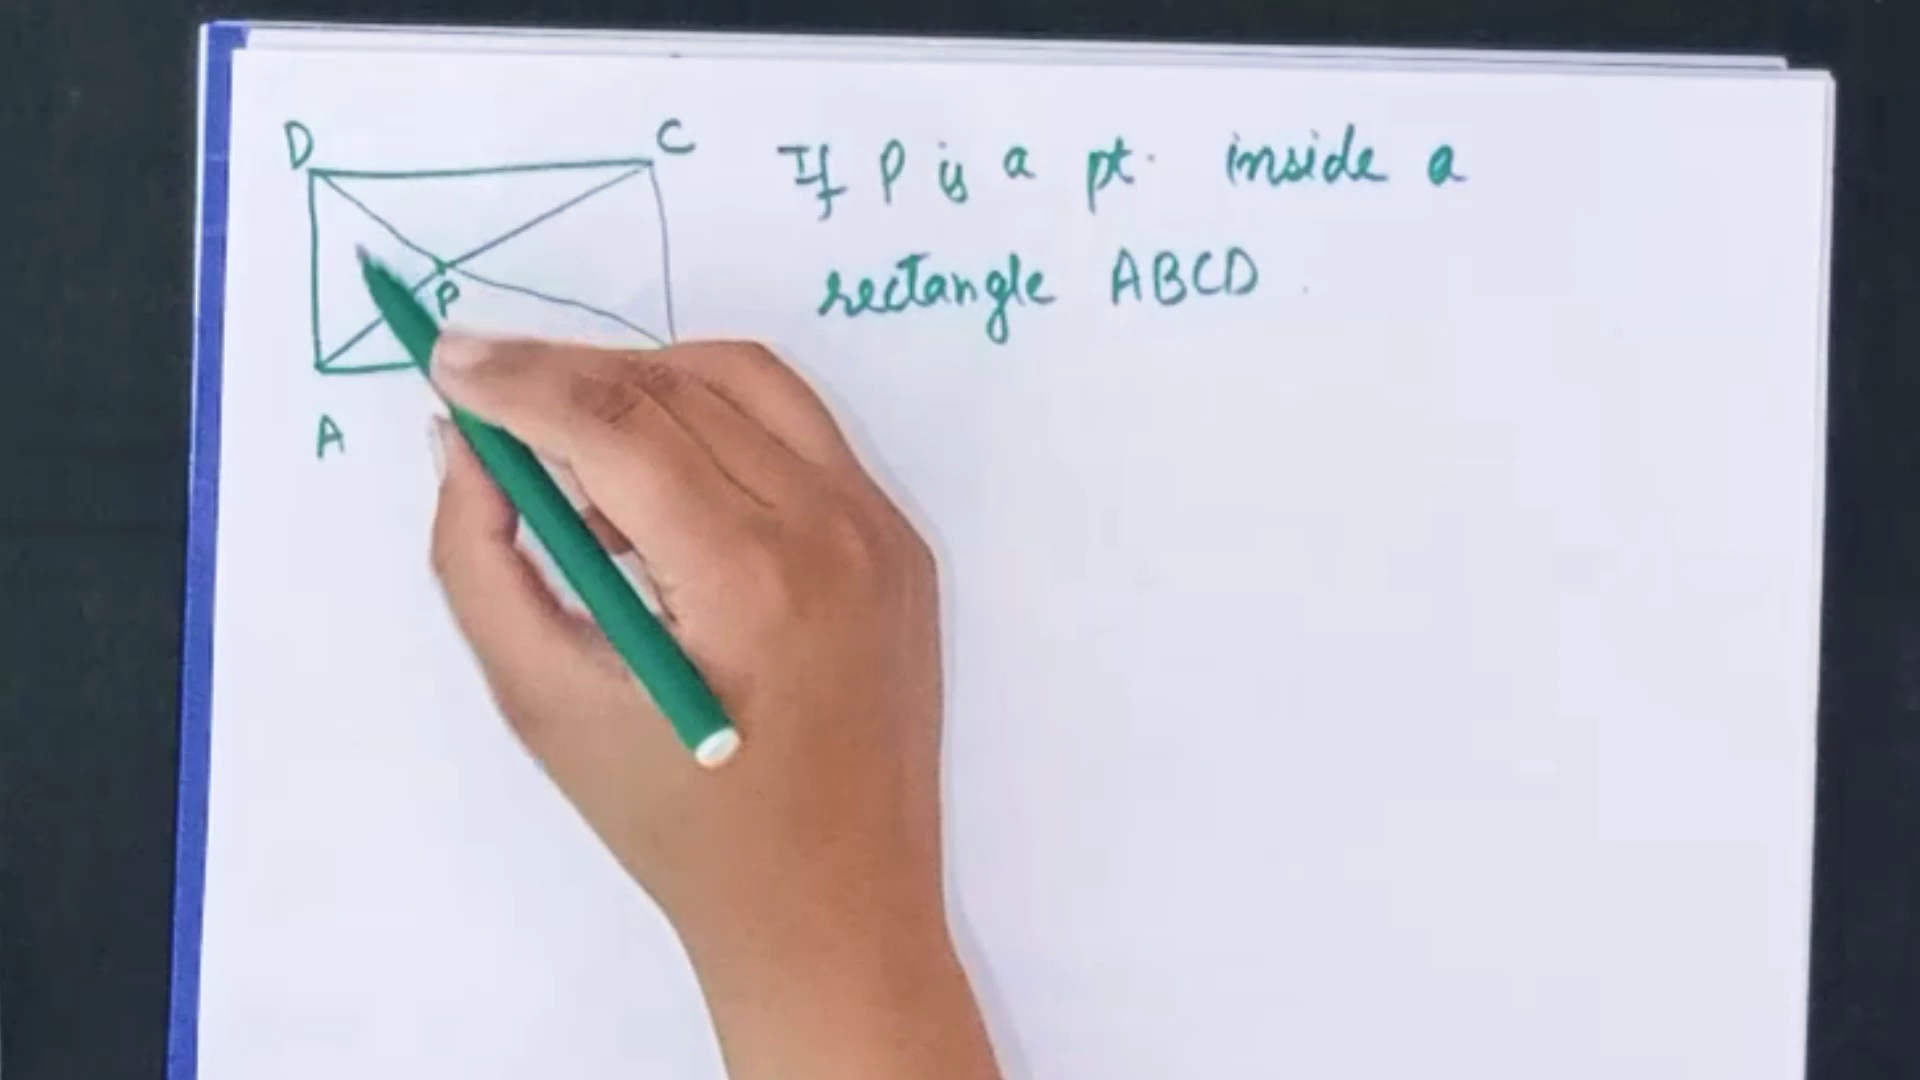 D
C
If P is a pt. inside a
rectangle ABCD.
P
A